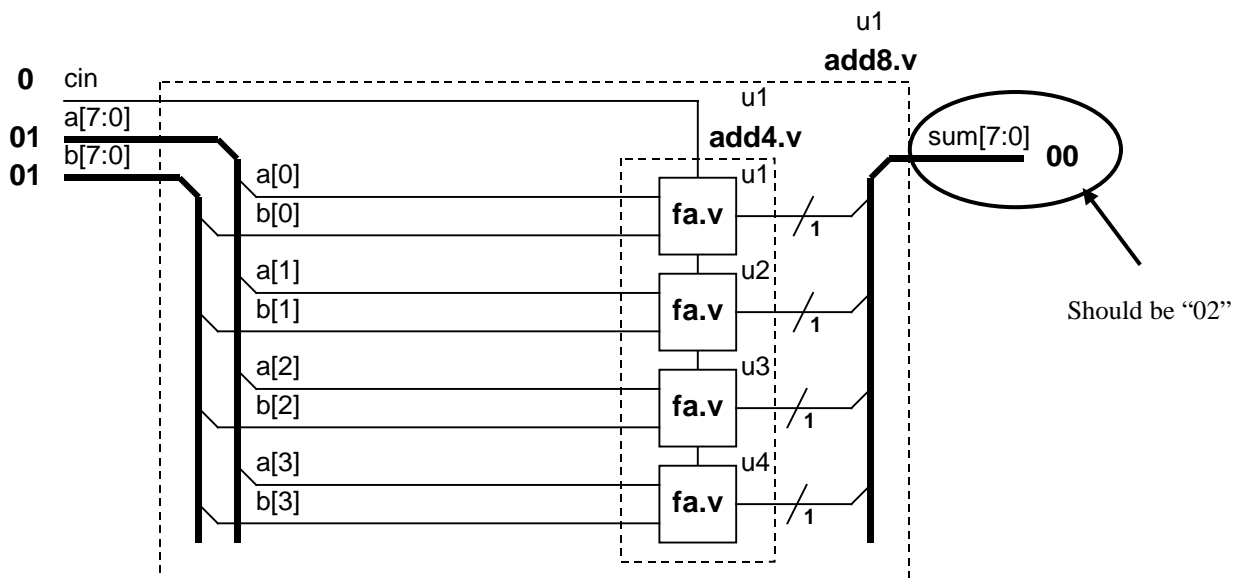 u1
add8.v
0 cin
u1
a[7:0]
01
add4.v
sum[7:0]
00
b[7:0]
01
a[0]
u1
b[0]
fa.v
1
a[1]
u2
b[1]
fa.v
1
Should be “02”
a[2]
u3
b[2]
fa.v
1
a[3]
u4
b[3]
fa.v
1